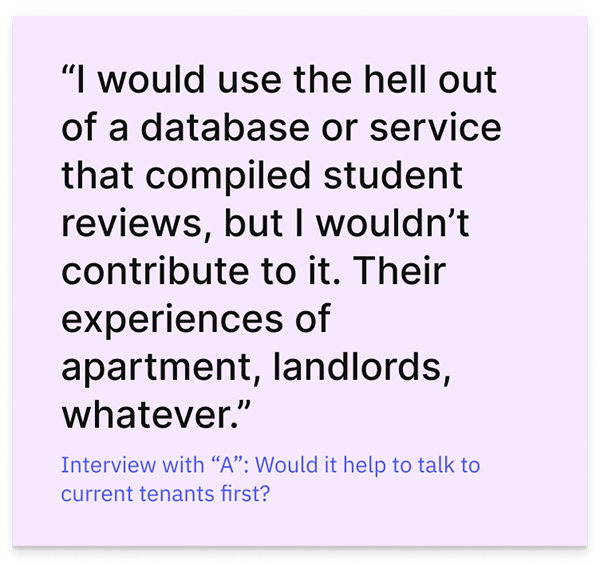 “I would use the hell out
of a database or service
that compiled student
reviews, but I wouldn’t
contribute to it. Their
experiences of
apartment, landlords,
whatever.”
Interview with “A”: Would it help to talk to
current tenants first?